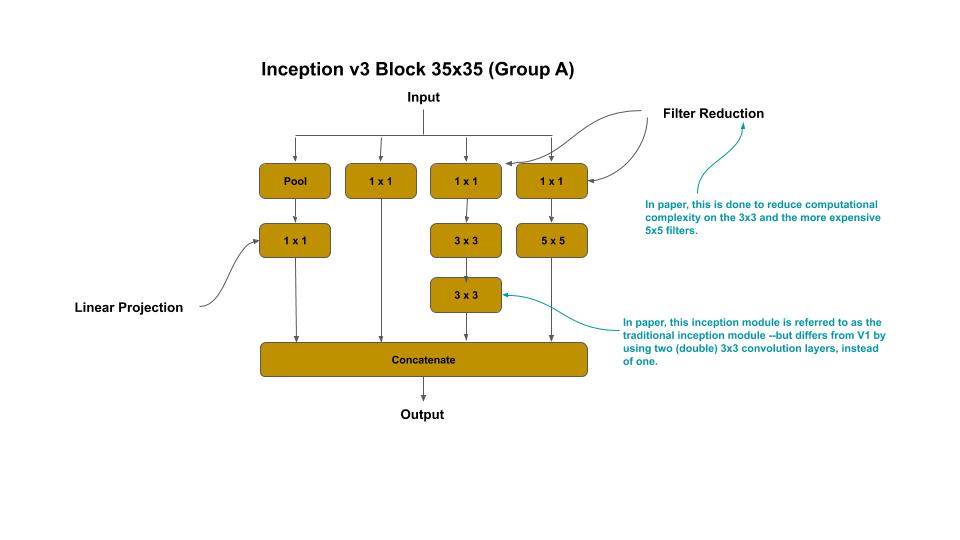 Inception v3 Block 35x35 (Group A)
Input
Filter Reduction
Pool
1 x 1
1 x 1
1 x 1
In paper, this is done to reduce computational
complexity on the 3x3 and the more expensive
5x5 filters.
1 x 1
3 x 3
5 x 5
3 x 3
Linear Projection
In paper, this inception module is referred to as the
traditional inception module --but differs from V1 by
using two (double) 3x3 convolution layers, instead
of one.
Concatenate
Output